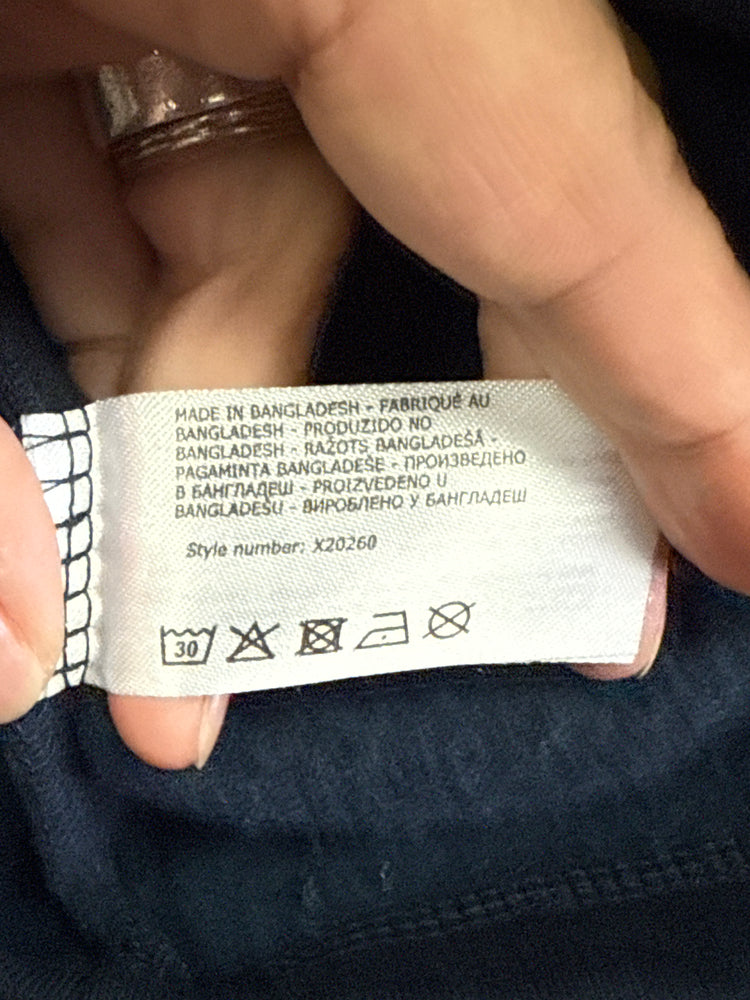 MADE IN BANGLADESH - FABRIQUÉ AU
BANGLADESH - PRODUZIDO NO
BANGLADESH - RAŽOTS BANGLADEŠĀ -
PAGAMINTA BANGLADEŠE - ПРОИЗВЕДЕНО
В БАНГЛАДЕШ - PROIZVEDENO U
BANGLADEŠU - ВИРОБЛЕНО У БАНГЛАДЕШ
Style number: X20260
30